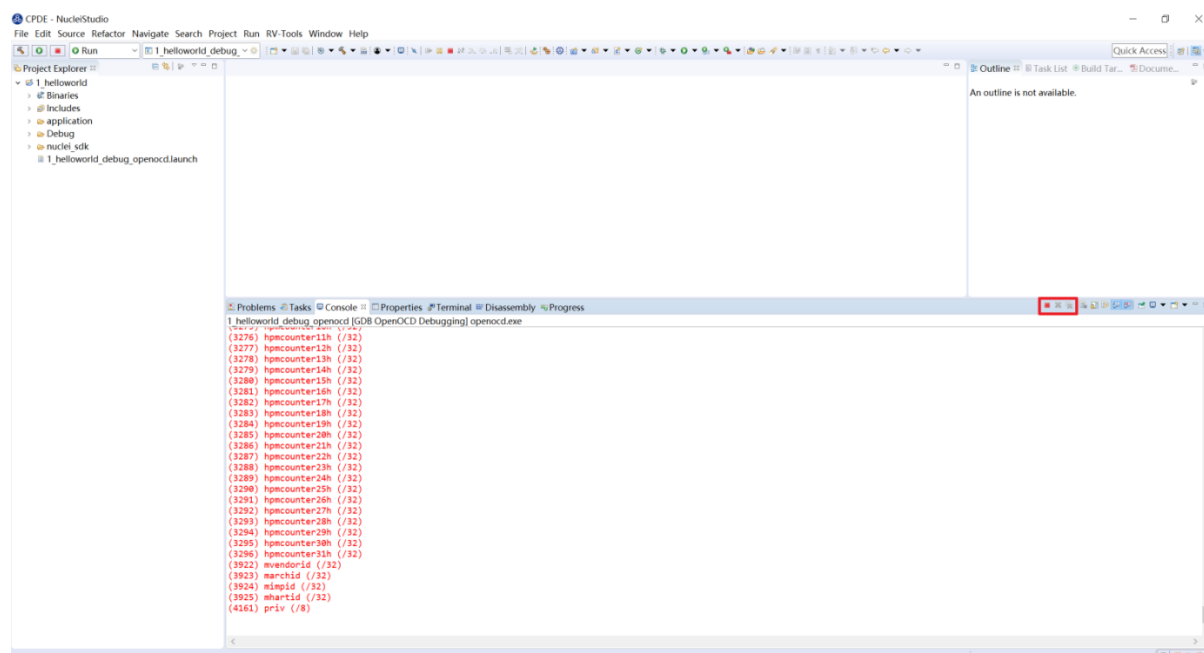 CPDE - NucleiStudio
File Edit Source Refactor Navigate Search Project Run RV-Tools Window Help
Run 1_helloworld_debug_ Quick Access
Project Explorer
1_helloworld
Binaries
Includes
application
Debug
nuclei_sdk
1_helloworld_debug_openocd.launch
Outline Task List Build Tar... Docume...
An outline is not available.
Problems Tasks Console Properties Terminal Disassembly Progress
1_helloworld_debug_openocd [GDB OpenOCD Debugging] openocd.exe
(3276) hpmcounter11h (/32)
(3277) hpmcounter12h (/32)
(3278) hpmcounter13h (/32)
(3279) hpmcounter14h (/32)
(3280) hpmcounter15h (/32)
(3281) hpmcounter16h (/32)
(3282) hpmcounter17h (/32)
(3283) hpmcounter18h (/32)
(3284) hpmcounter19h (/32)
(3285) hpmcounter20h (/32)
(3286) hpmcounter21h (/32)
(3287) hpmcounter22h (/32)
(3288) hpmcounter23h (/32)
(3289) hpmcounter24h (/32)
(3290) hpmcounter25h (/32)
(3291) hpmcounter26h (/32)
(3292) hpmcounter27h (/32)
(3293) hpmcounter28h (/32)
(3294) hpmcounter29h (/32)
(3295) hpmcounter30h (/32)
(3296) hpmcounter31h (/32)
(3922) mvendorid (/32)
(3923) marchid (/32)
(3924) mimpid (/32)
(3925) mhartid (/32)
(4161) priv (/8)